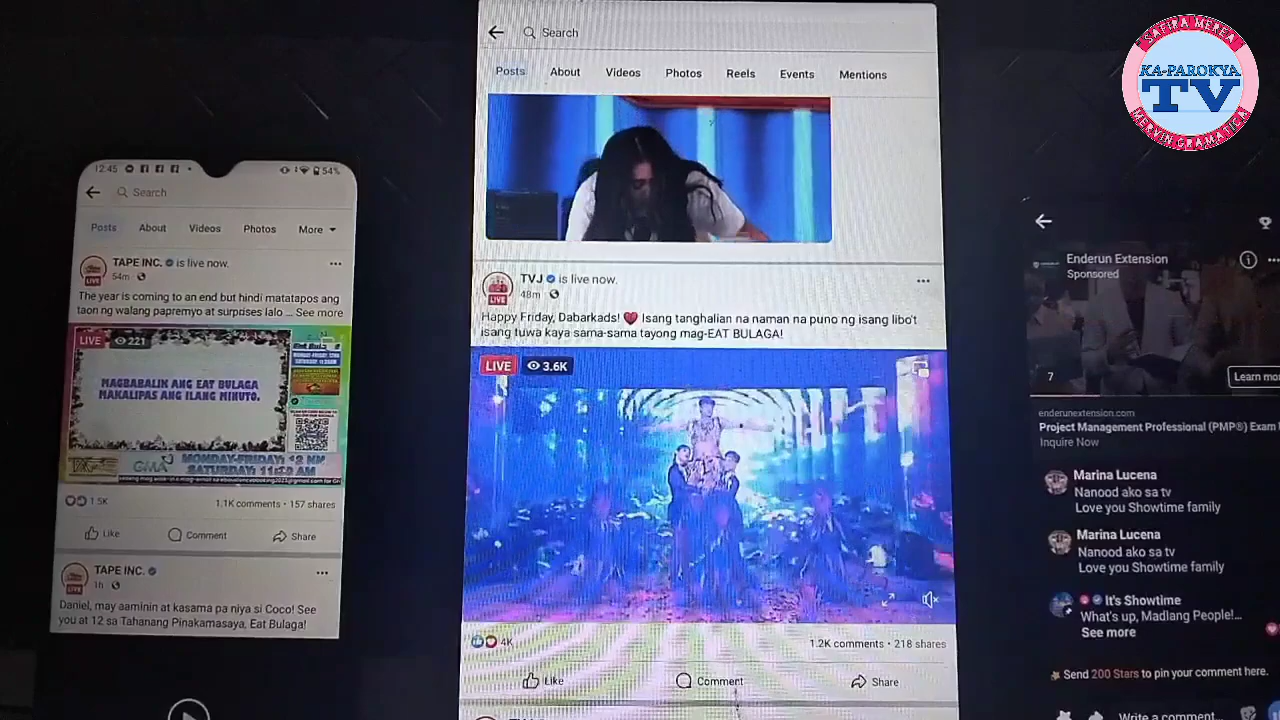 SAFIRA MEREA
KA-PAROKYA
TV
MERVIN GRAMATICA
12:45
54%
Search
Posts
About
Videos
Photos
More
TAPE INC. is live now.
54m
The year is coming to an end but hindi matatapos ang
taon ng walang papremyo at surprises lalo ... See more
LIVE
221
MAGBABALIK ANG EAT BULAGA
MAKALIPAS ANG ILANG MINUTO.
GMA
MONDAY-FRIDAY: 12 NN
SATURDAY: 11:30 AM
1.5K
1.1K comments • 157 shares
Like
Comment
Share
TAPE INC.
LIVE
1h
Daniel, may aaminin at kasama pa niya si Coco! See
you at 12 sa Tahanang Pinakamasaya, Eat Bulaga!
Search
Posts
About
Videos
Photos
Reels
Events
Mentions
TVJ is live now.
LIVE
48m
Happy Friday, Dabarkads! Isang tanghalian na naman na puno ng isang libo't
isang tuwa kaya sama-sama tayong mag-EAT BULAGA!
LIVE
3.6K
4K
1.2K comments • 218 shares
Like
Comment
Share
Enderun Extension
Sponsored
7
Learn mor
enderunextension.com
Project Management Professional (PMP®) Exam
Inquire Now
Marina Lucena
Nanood ako sa tv
Love you Showtime family
Marina Lucena
Nanood ako sa tv
Love you Showtime family
It's Showtime
What's up, Madlang People!...
See more
Send 200 Stars to pin your comment here.
Write a comment...